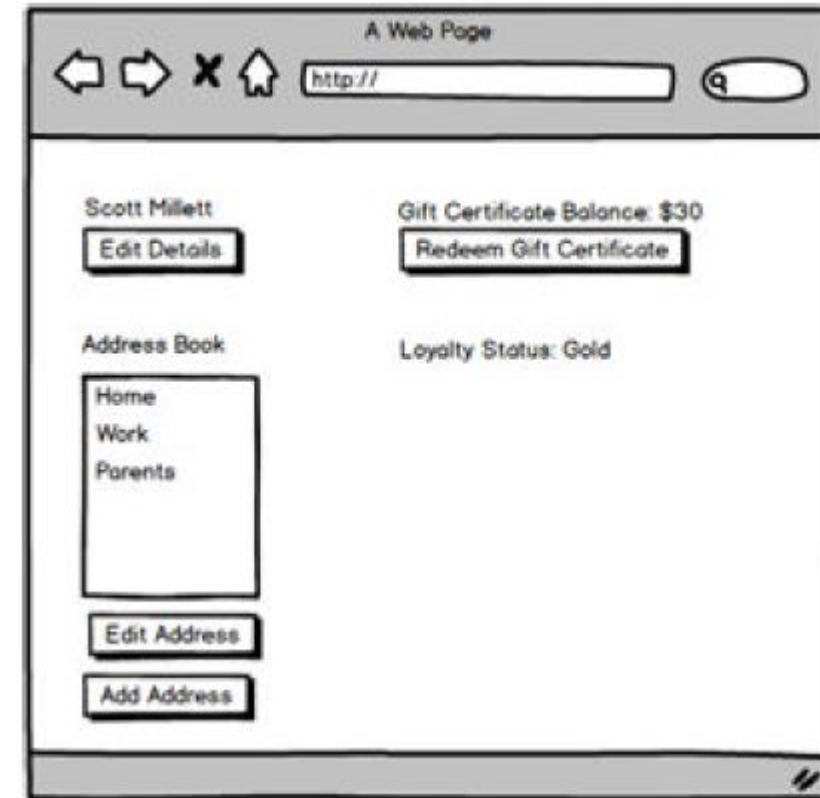 A Web Page
http://
Scott Millett
Edit Details
Gift Certificate Balance: $30
Redeem Gift Certificate
Address Book
Home
Work
Parents
Edit Address
Add Address
Loyalty Status: Gold